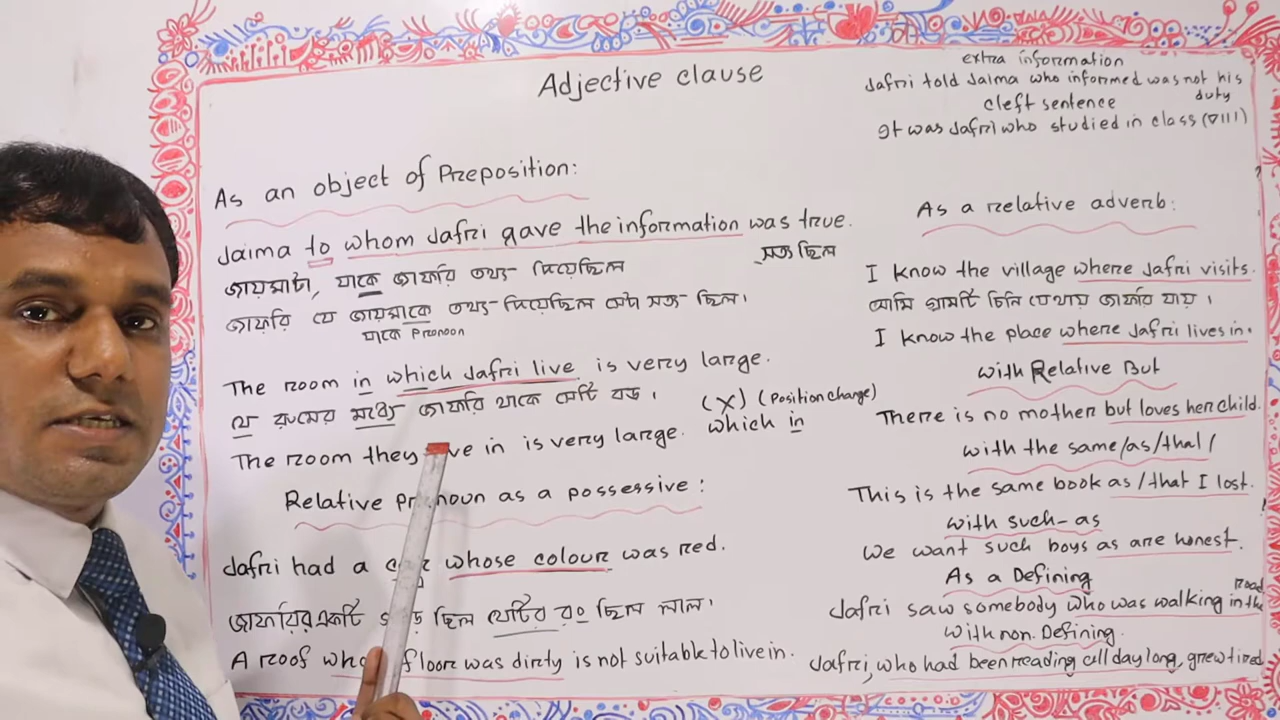 Adjective clause
As an object of Preposition:
Jaima to whom Jafri gave the information was true.
সত্য ছিল
জায়মাটা, যাকে জাফরি তথ্য দিয়েছিল
জাফরি যে জায়মাকে তথ্য দিয়েছিল সেটা সত্য ছিল।
যাকে Pronoon
The room in which Jafri live is very large.
যে রুমের মধ্যে জাফরি থাকে সেটি বড়।
(X) (Position change)
The room they in is very large. which in
Relative as a possessive:
Jafri had a whose colour was red.
একটি ছিল যেটির রং ছিল লাল।
A roof floor was dirty is not suitable to live in.
extra information
Jafri told Jaima who informed was not his
duty
cleft sentence
It was Jafri who studied in class (VIII)
As a relative adverb:
I know the village where Jafri visits.
আমি গ্রামটি চিনি যেথায় জাফরি যায়।
I know the place where Jafri lives in.
with Relative But
There is no mother but loves her child.
with the same/as/that/
This is the same book as/that I lost.
with such-as
We want such boys as are honest.
As a Defining
Road
Jafri saw somebody who was walking in the
with non. Defining.
Jafri, who had been reading all day long, grew tired